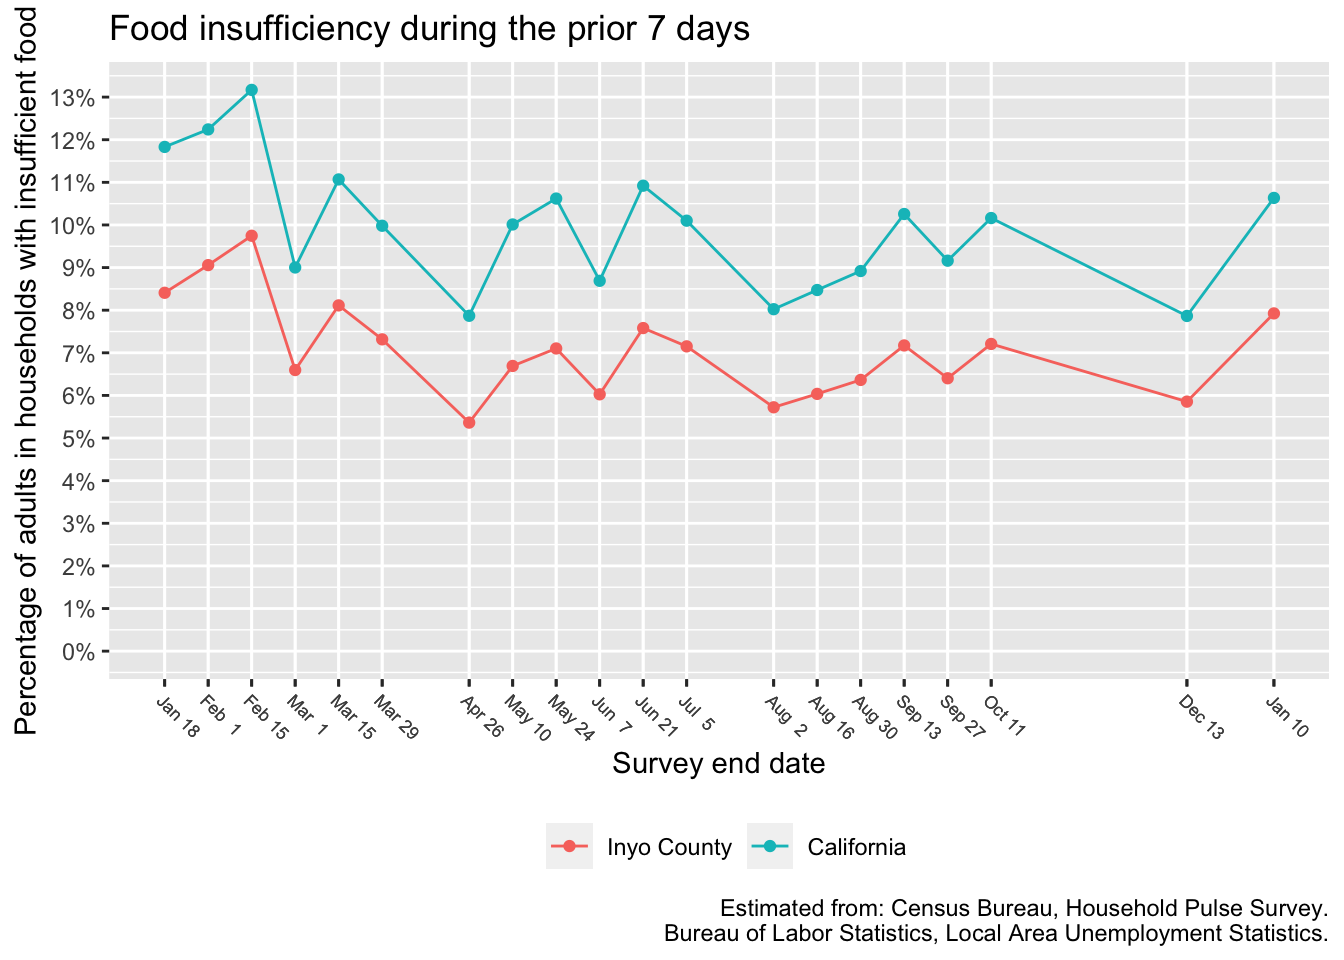 Food insufficiency during the prior 7 days
Percentage of adults in households with insufficient food
13%
12%
11%
10%
9%
8%
7%
6%
5%
4%
3%
2%
1%
0%
Jan 18
Feb 1
Feb 15
Mar 1
Mar 15
Mar 29
Apr 26
May 10
May 24
Jun 7
Jun 21
Jul 5
Aug 2
Aug 16
Aug 30
Sep 13
Sep 27
Oct 11
Dec 13
Jan 10
Survey end date
Inyo County
California
Estimated from: Census Bureau, Household Pulse Survey.
Bureau of Labor Statistics, Local Area Unemployment Statistics.